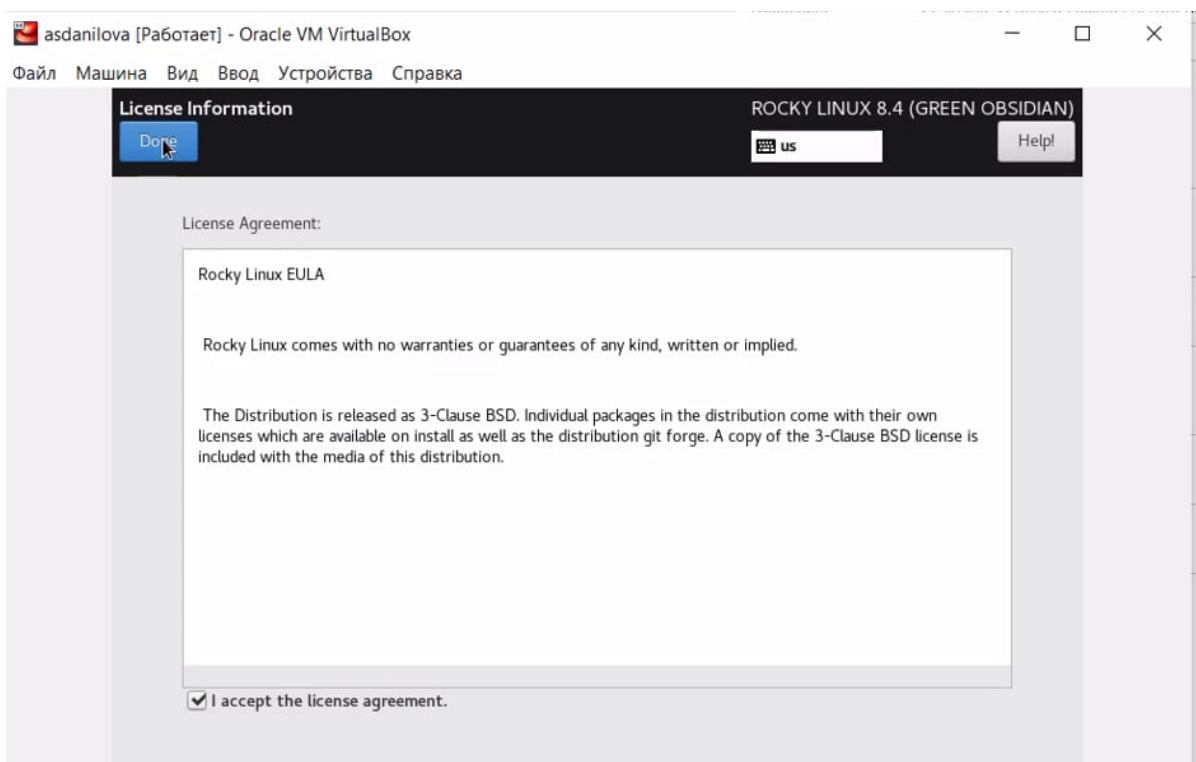 asdanilova [Работает] - Oracle VM VirtualBox
Файл Машина Вид Ввод Устройства Справка
License Information
ROCKY LINUX 8.4 (GREEN OBSIDIAN)
Done
us
Help!
License Agreement:
Rocky Linux EULA
Rocky Linux comes with no warranties or guarantees of any kind, written or implied.
The Distribution is released as 3-Clause BSD. Individual packages in the distribution come with their own
licenses which are available on install as well as the distribution git forge. A copy of the 3-Clause BSD license is
included with the media of this distribution.
I accept the license agreement.